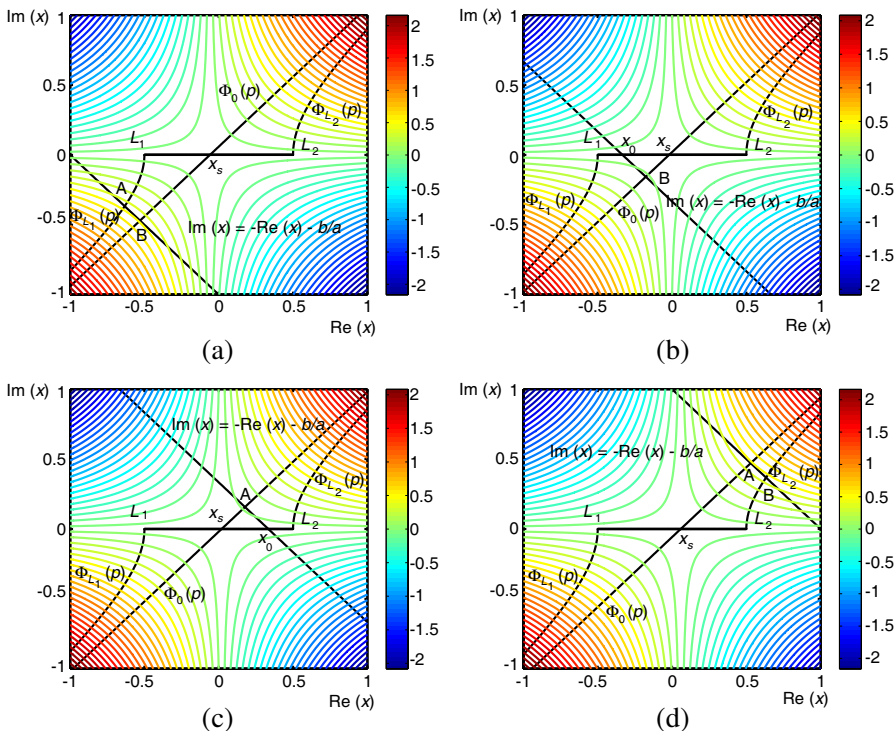 Im (x)
1
0.5
0
-0.5
-1
-1
-0.5
0
0.5
1
Re (x)
2
1.5
1
0.5
0
-0.5
-1
-1.5
-2
Φ0(p)
ΦL2(p)
L1
L2
xs
A
ΦL1(p)
B
Im (x) = -Re (x) - b/a
(a)
Im (x)
1
0.5
0
-0.5
-1
-1
-0.5
0
0.5
1
Re (x)
2
1.5
1
0.5
0
-0.5
-1
-1.5
-2
ΦL2(p)
L1
x0
xs
L2
B
ΦL1(p)
Φ0(p)
Im (x) = -Re (x) - b/a
(b)
Im (x)
1
0.5
0
-0.5
-1
-1
-0.5
0
0.5
1
Re (x)
2
1.5
1
0.5
0
-0.5
-1
-1.5
-2
Im (x) = -Re (x) - b/a
ΦL2(p)
A
L1
xs
L2
x0
ΦL1(p)
Φ0(p)
(c)
Im (x)
1
0.5
0
-0.5
-1
-1
-0.5
0
0.5
1
Re (x)
2
1.5
1
0.5
0
-0.5
-1
-1.5
-2
Im (x) = -Re (x) - b/a
A
ΦL2(p)
B
L1
L2
xs
ΦL1(p)
Φ0(p)
(d)